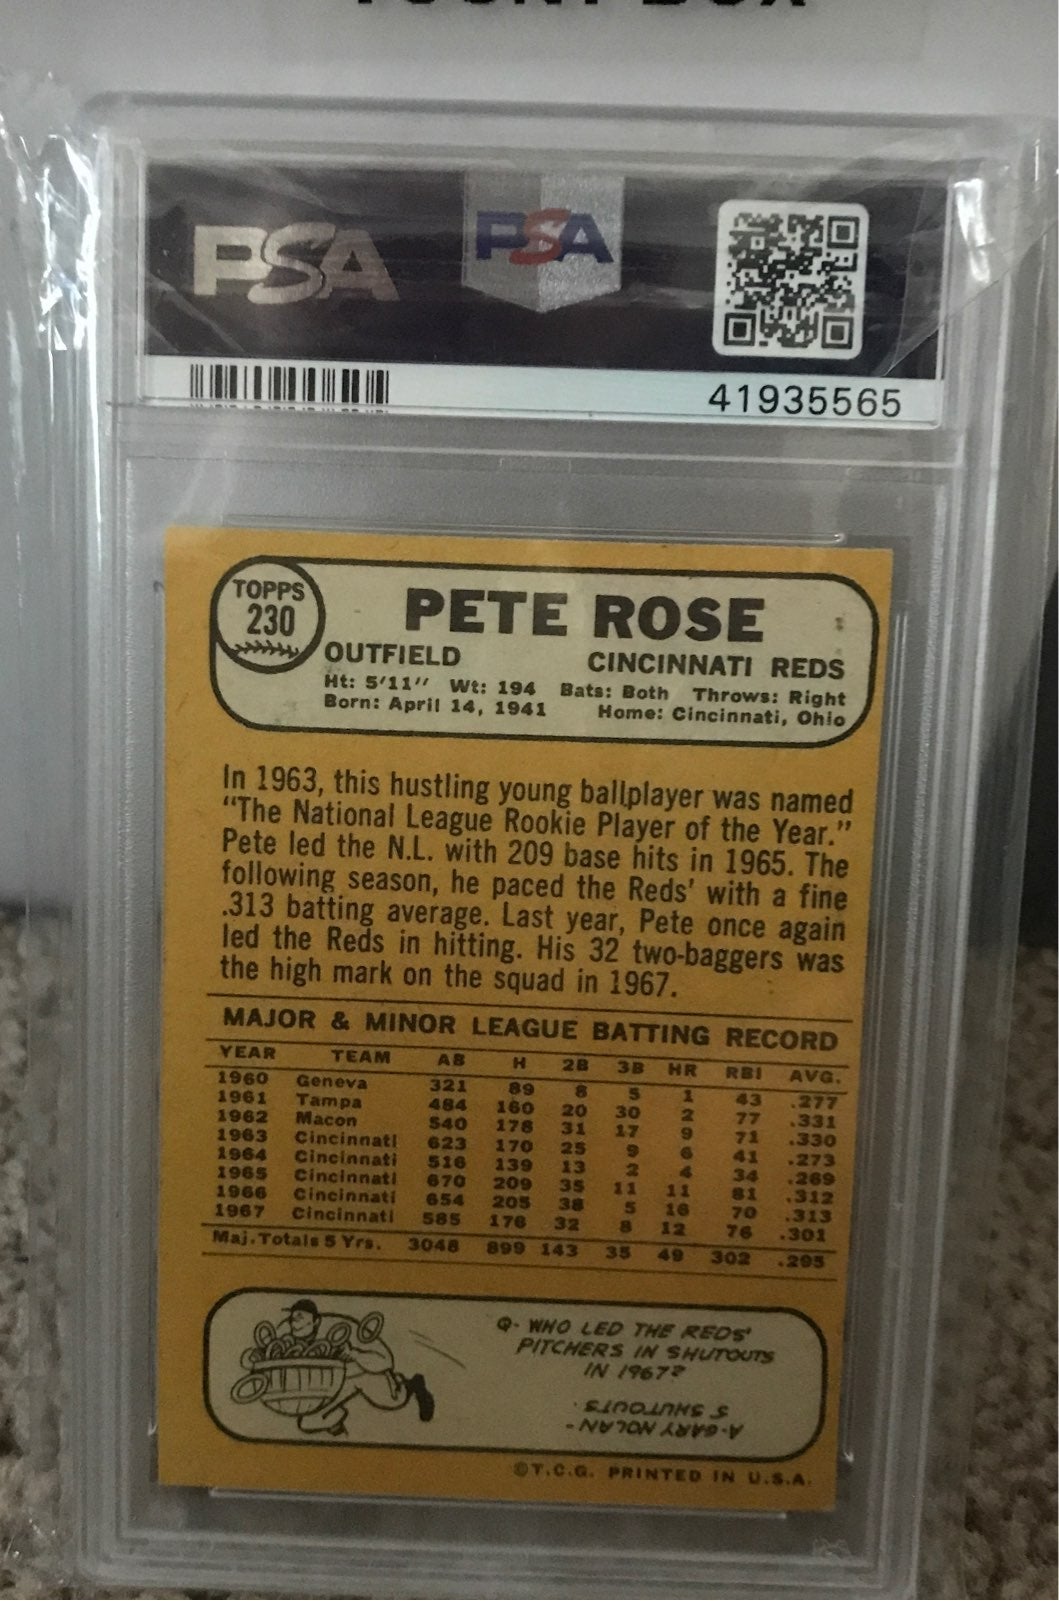 PSA
PSA
41935565
TOPPS
230
PETE ROSE
OUTFIELD CINCINNATI REDS
Ht: 5'11" Wt: 194 Bats: Both Throws: Right
Born: April 14, 1941 Home: Cincinnati, Ohio
In 1963, this hustling young ballplayer was named
"The National League Rookie Player of the Year."
Pete led the N.L. with 209 base hits in 1965. The
following season, he paced the Reds' with a fine
.313 batting average. Last year, Pete once again
led the Reds in hitting. His 32 two-baggers was
the high mark on the squad in 1967.
MAJOR & MINOR LEAGUE BATTING RECORD
YEAR TEAM AB H 2B 3B HR RBI AVG.
1960 Geneva 321 89 8 5 1 43 .277
1961 Tampa 484 160 20 30 2 77 .331
1962 Macon 540 178 31 17 9 71 .330
1963 Cincinnati 623 170 25 9 6 41 .273
1964 Cincinnati 516 139 13 2 4 34 .269
1965 Cincinnati 670 209 35 11 11 81 .312
1966 Cincinnati 654 205 38 5 16 70 .313
1967 Cincinnati 585 176 32 8 12 76 .301
Maj. Totals 5 Yrs. 3048 899 143 35 49 302 .295
Q- WHO LED THE REDS'
PITCHERS IN SHUTOUTS
IN 1967?
A- GARY NOLAN -
5 SHUTOUTS.
©T.C.G. PRINTED IN U.S.A.